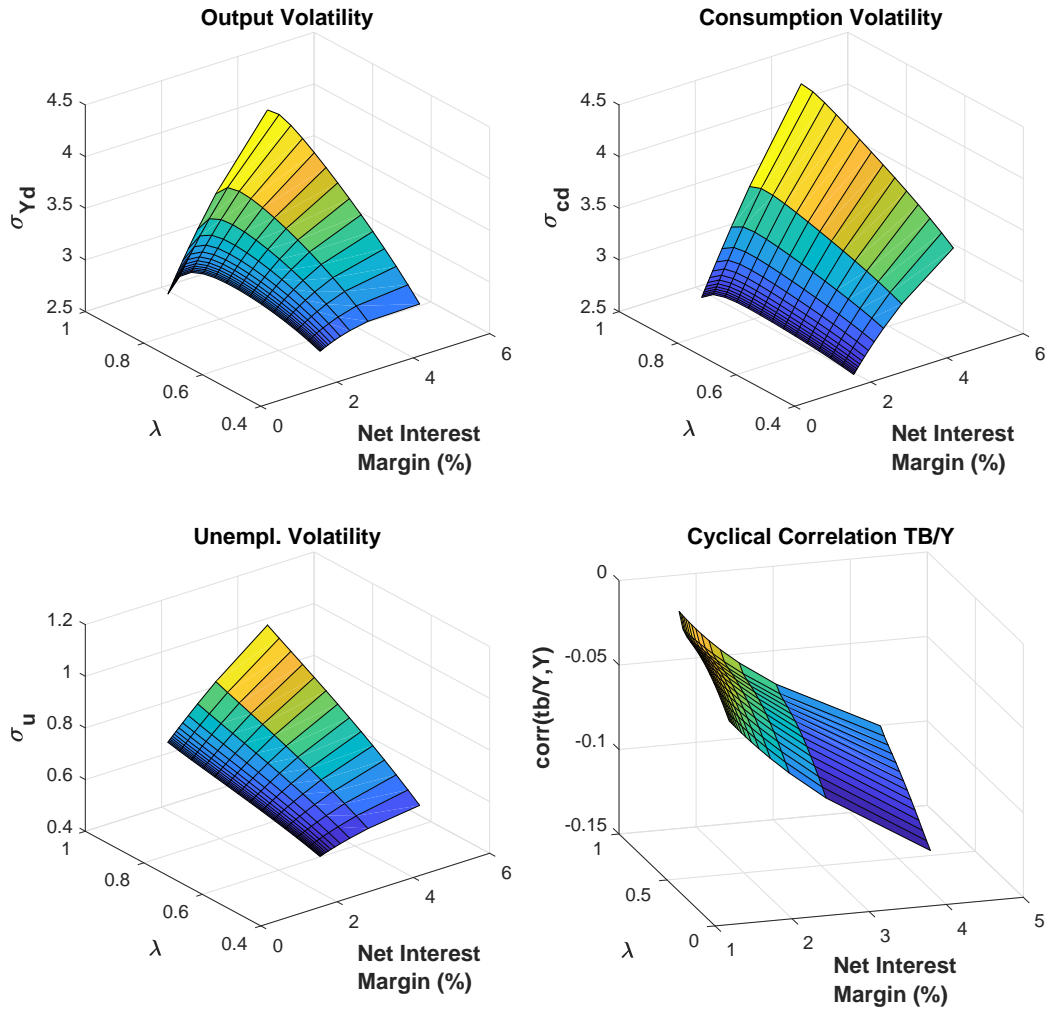 Output Volatility
4.5
4
3.5
3
2.5
σYd
1
0.8
0.6
0.4
λ
0
2
4
6
Net Interest
Margin (%)
Consumption Volatility
4.5
4
3.5
3
2.5
σcd
1
0.8
0.6
0.4
λ
0
2
4
6
Net Interest
Margin (%)
Unempl. Volatility
1.2
1
0.8
0.6
0.4
σu
1
0.8
0.6
0.4
λ
0
2
4
6
Net Interest
Margin (%)
Cyclical Correlation TB/Y
0
-0.05
-0.1
-0.15
corr(tb/Y,Y)
1
0.5
0
λ
1
2
3
4
5
Net Interest
Margin (%)